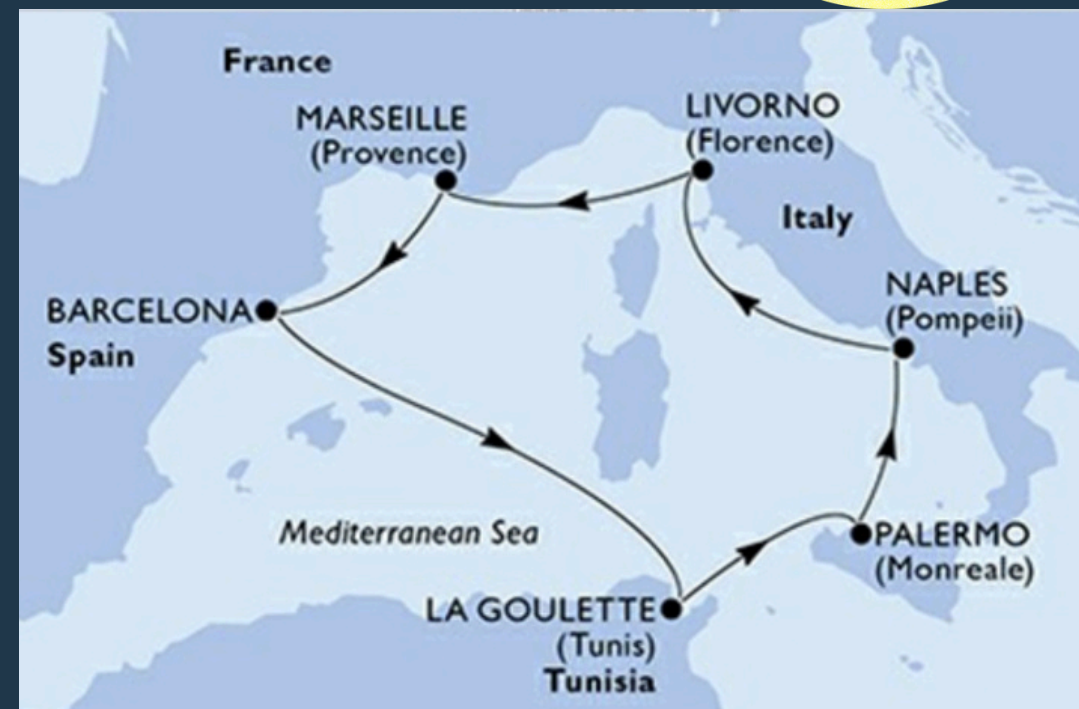 France
MARSEILLE
(Provence)
LIVORNO
(Florence)
Italy
BARCELONA
Spain
NAPLES
(Pompeii)
Mediterranean Sea
PALERMO
(Monreale)
LA GOULETTE
(Tunis)
Tunisia